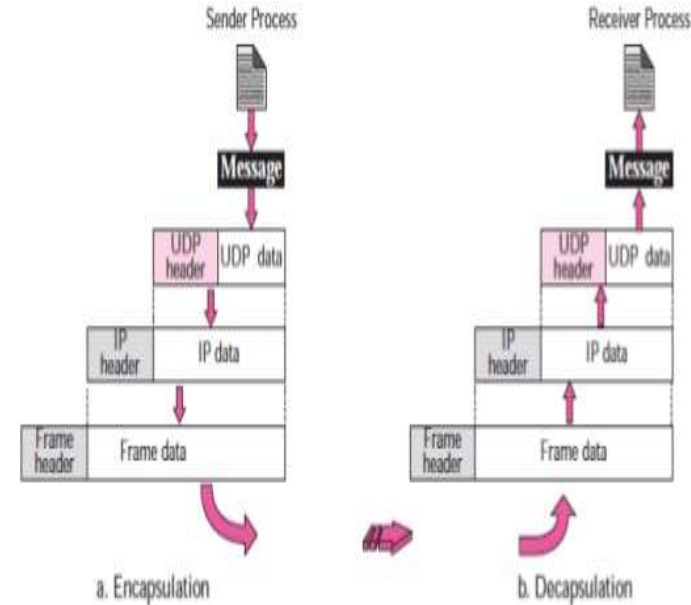 Sender Process
Receiver Process
Message
Message
UDP
header
UDP data
UDP
header
UDP data
IP
header
IP data
IP
header
IP data
Frame
header
Frame data
Frame
header
Frame data
a. Encapsulation
b. Decapsulation